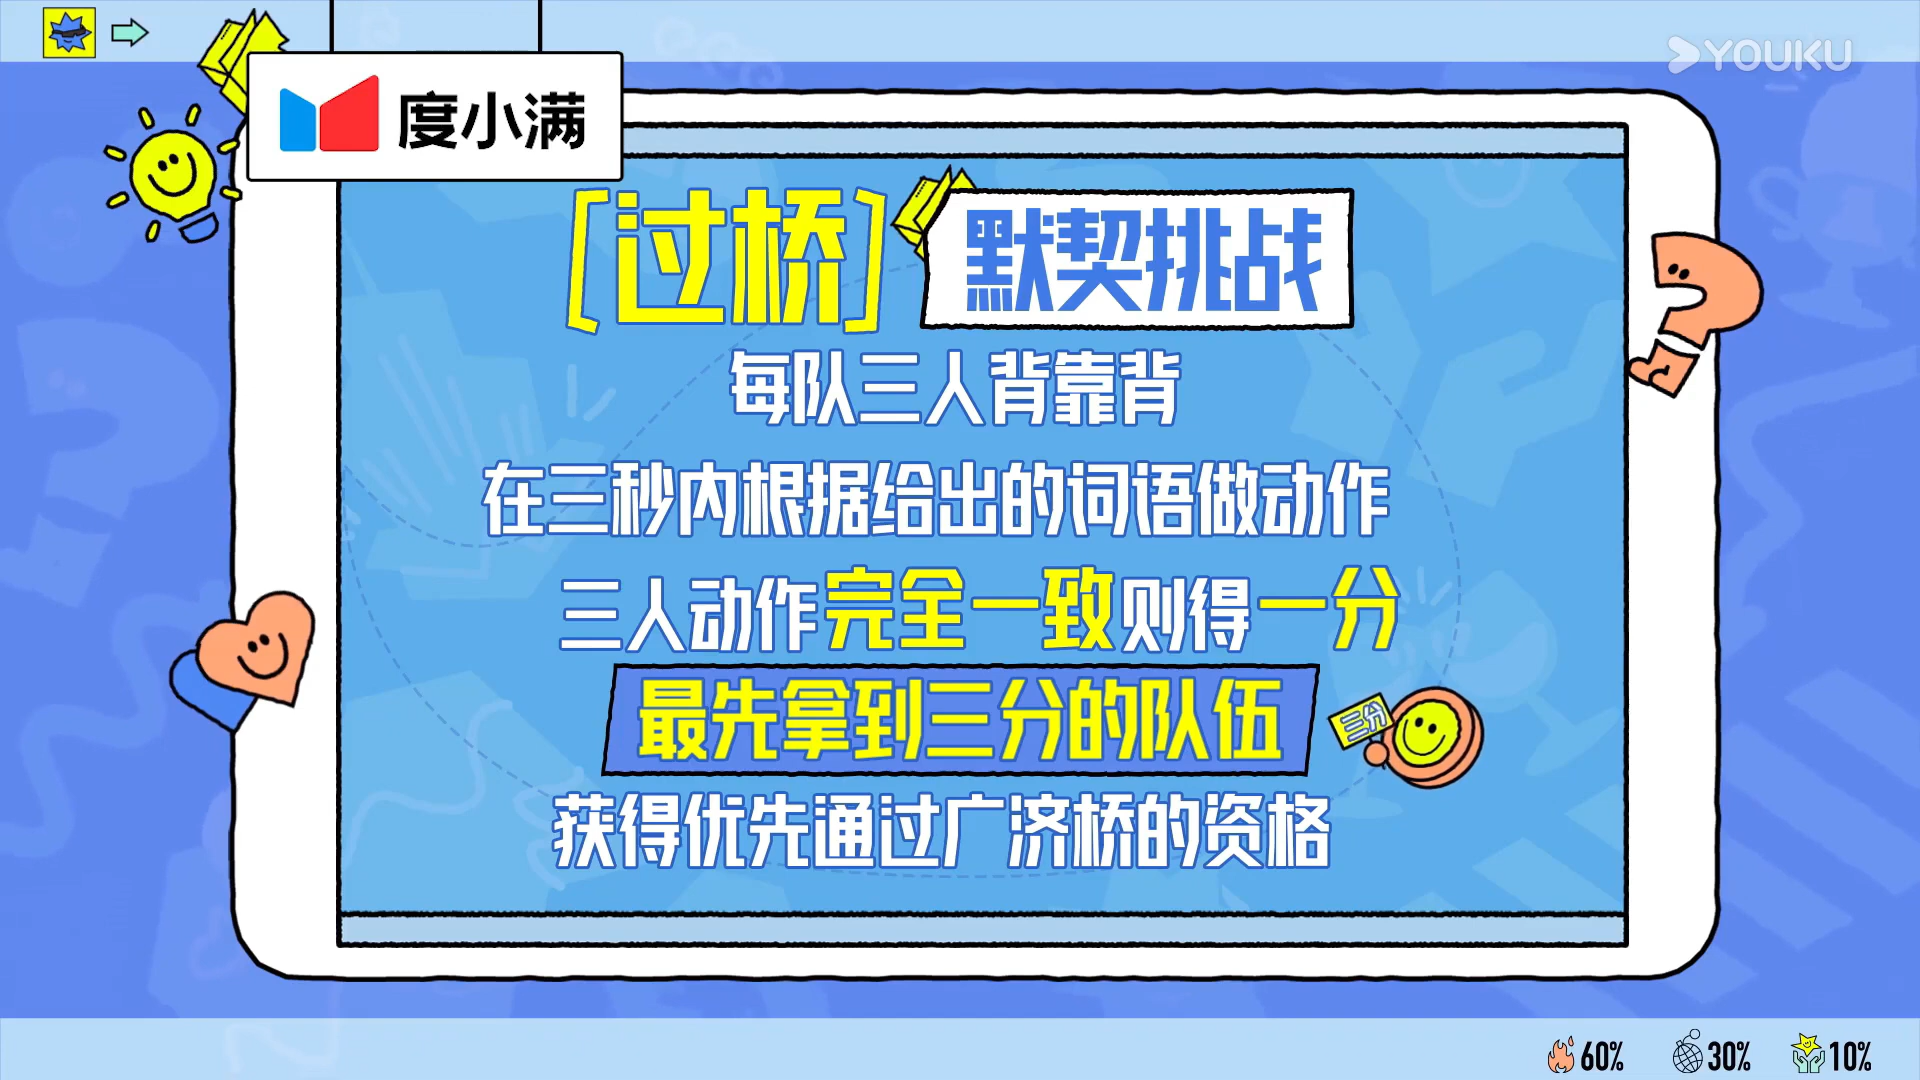 YOUKU
度小满
[过桥] 默契挑战
每队三人背靠背
在三秒内根据给出的词语做动作
三人动作完全一致则得一分
最先拿到三分的队伍
三分
获得优先通过广济桥的资格
60% 30% 10%